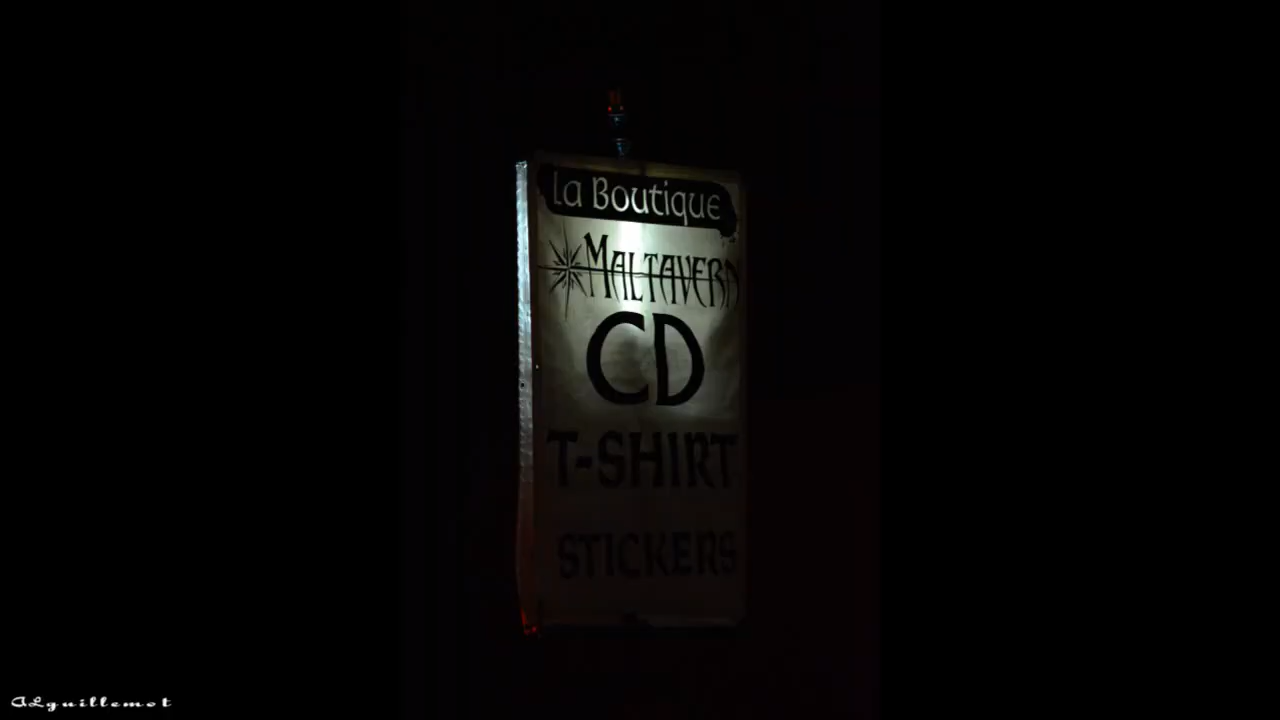 La Boutique
MALTAVERN
CD
T-SHIRT
STICKERS
ALguillemot